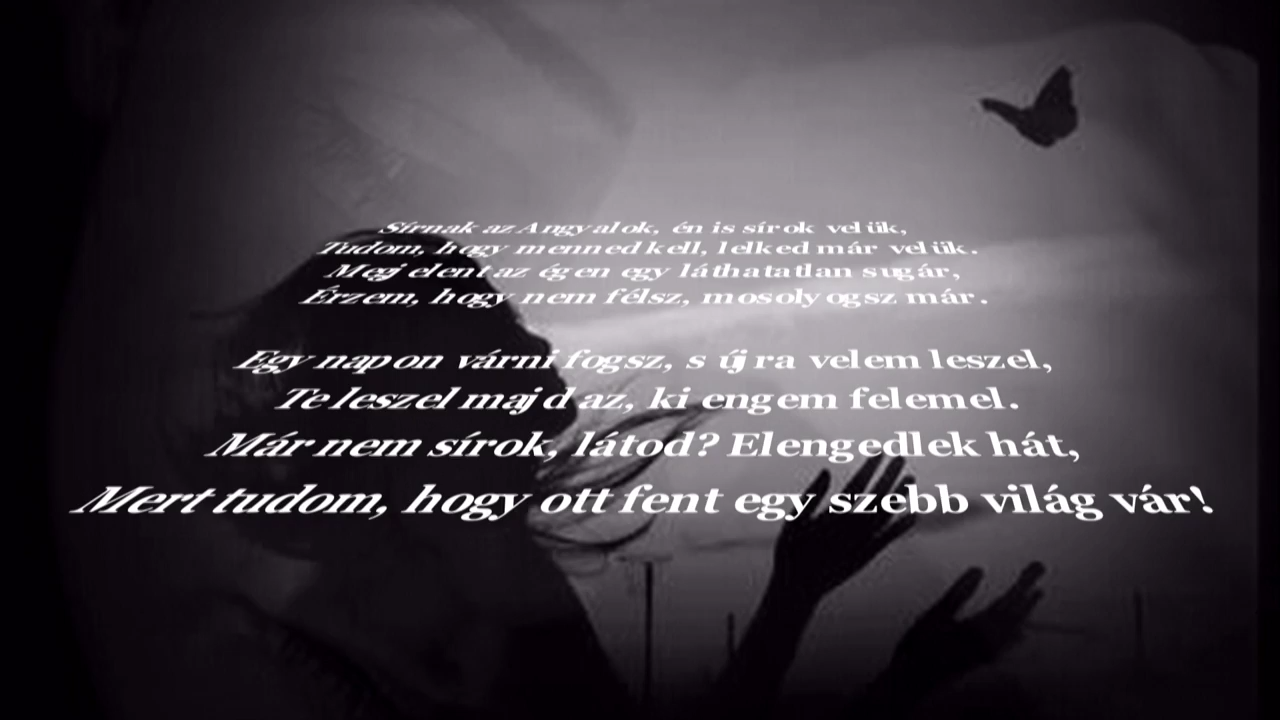 Sírnak az Angyalok, én is sírok velük,
Tudom, hogy menned kell, lelked már velük.
Megjelent az égen egy láthatatlan sugár,
Érzem, hogy nem félsz, mosolyogsz már.
Egy napon várni fogsz, s újra velem leszel,
Te leszel majd az, ki engem felemel.
Már nem sírok, látod? Elengedlek hát,
Mert tudom, hogy ott fent egy szebb világ vár!